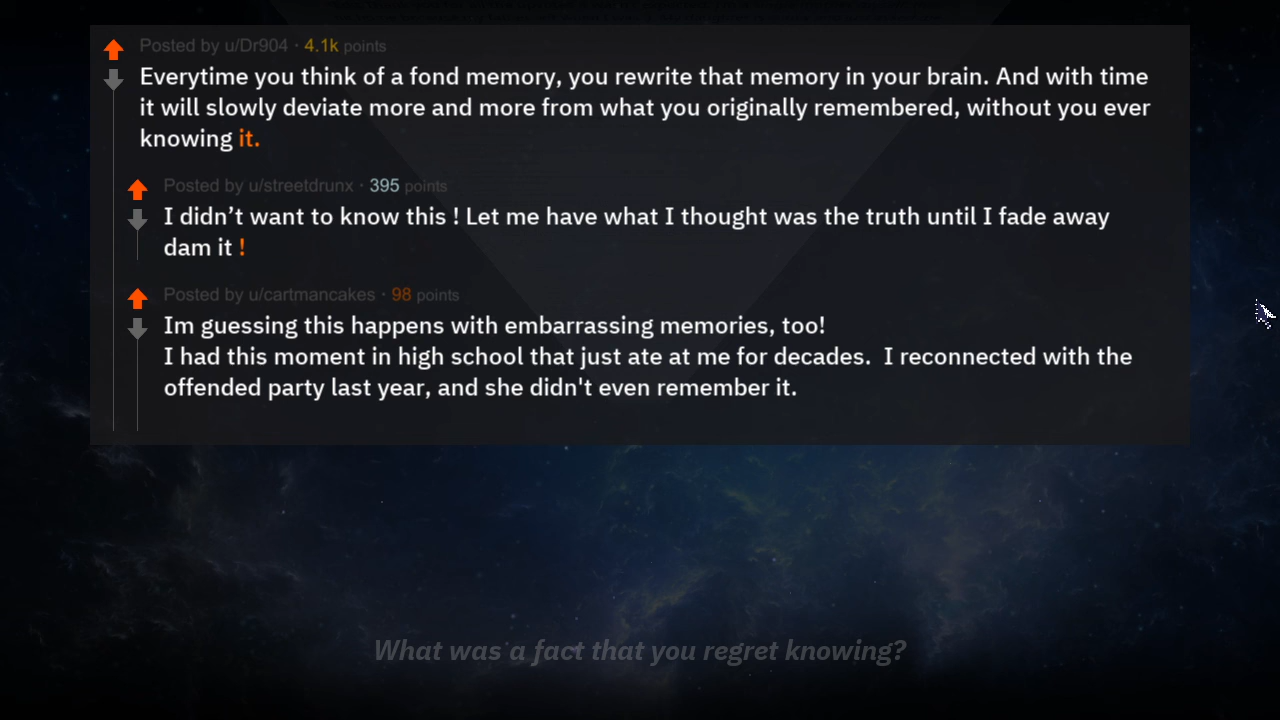 Posted by u/Dr904 · 4.1k points
Everytime you think of a fond memory, you rewrite that memory in your brain. And with time
it will slowly deviate more and more from what you originally remembered, without you ever
knowing it.
Posted by u/streetdrunx · 395 points
I didn’t want to know this ! Let me have what I thought was the truth until I fade away
dam it !
Posted by u/cartmancakes · 98 points
Im guessing this happens with embarrassing memories, too!
I had this moment in high school that just ate at me for decades.  I reconnected with the
offended party last year, and she didn't even remember it.
What was a fact that you regret knowing?